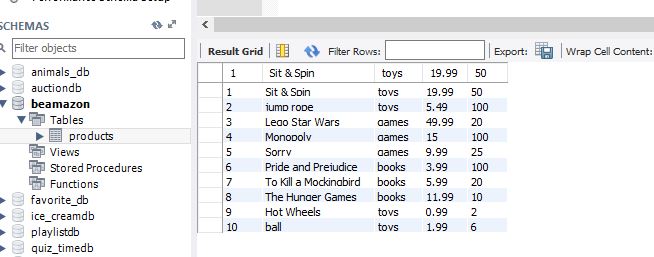 Performance Schema Setup
SCHEMAS
Filter objects
animals_db
auctiondb
beamazon
Tables
products
Views
Stored Procedures
Functions
favorite_db
ice_creamdb
playlistdb
quiz_timedb
Result Grid Filter Rows: Export: Wrap Cell Content:
1 Sit & Spin toys 19.99 50
1 Sit & Spin toys 19.99 50
2 jump rope toys 5.49 100
3 Lego Star Wars games 49.99 20
4 Monopoly games 15 100
5 Sorry games 9.99 25
6 Pride and Prejudice books 3.99 100
7 To Kill a Mockingbird books 5.99 20
8 The Hunger Games books 11.99 10
9 Hot Wheels toys 0.99 2
10 ball toys 1.99 6